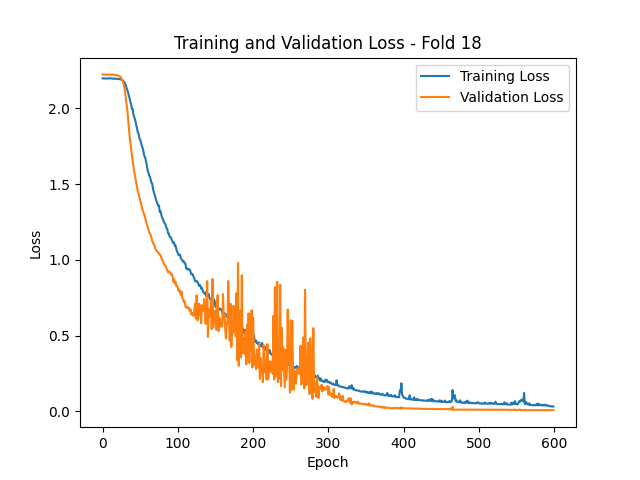 Training and Validation Loss - Fold 18
Training Loss
Validation Loss
2.0
1.5
1.0
0.5
0.0
Loss
0 100 200 300 400 500 600
Epoch